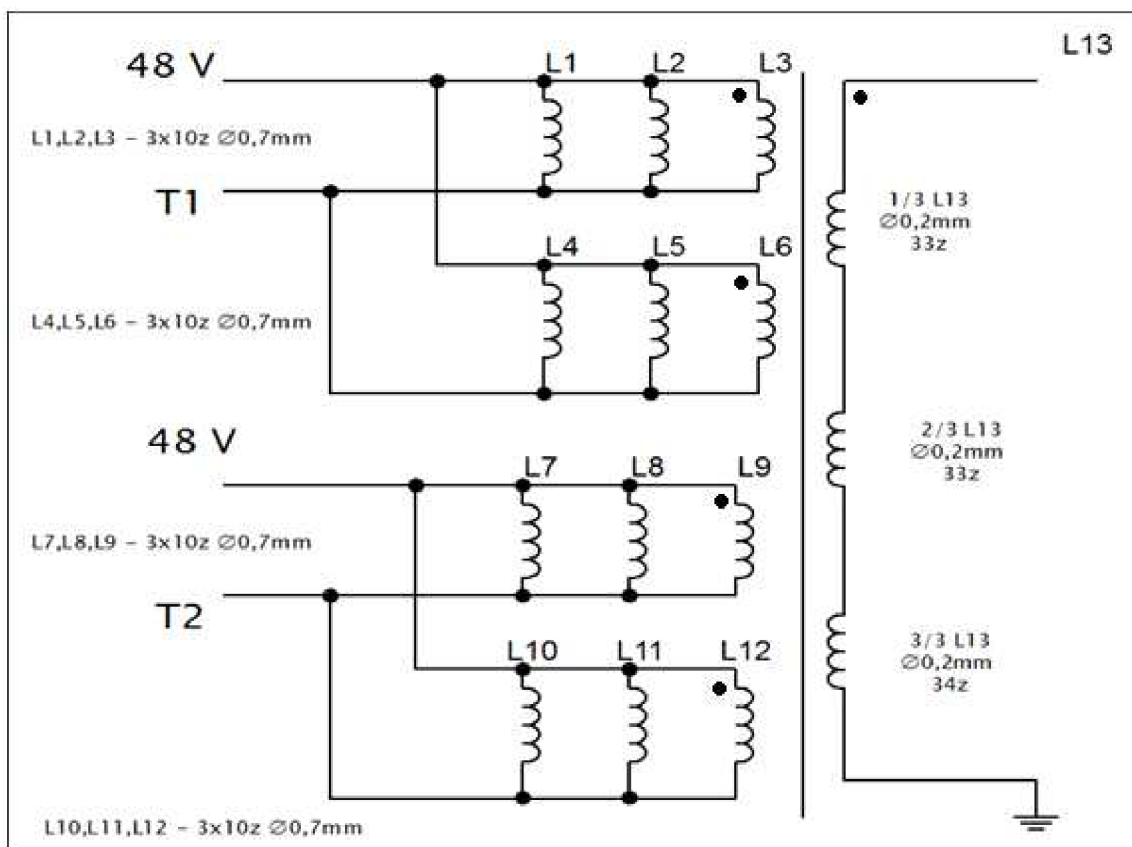 L13
48 V
L1 L2 L3
L1,L2,L3 – 3x10z ∅0,7mm
T1
1/3 L13
∅0,2mm
33z
L4 L5 L6
L4,L5,L6 – 3x10z ∅0,7mm
48 V
2/3 L13
∅0,2mm
33z
L7 L8 L9
L7,L8,L9 – 3x10z ∅0,7mm
T2
3/3 L13
∅0,2mm
34z
L10 L11 L12
L10,L11,L12 – 3x10z ∅0,7mm